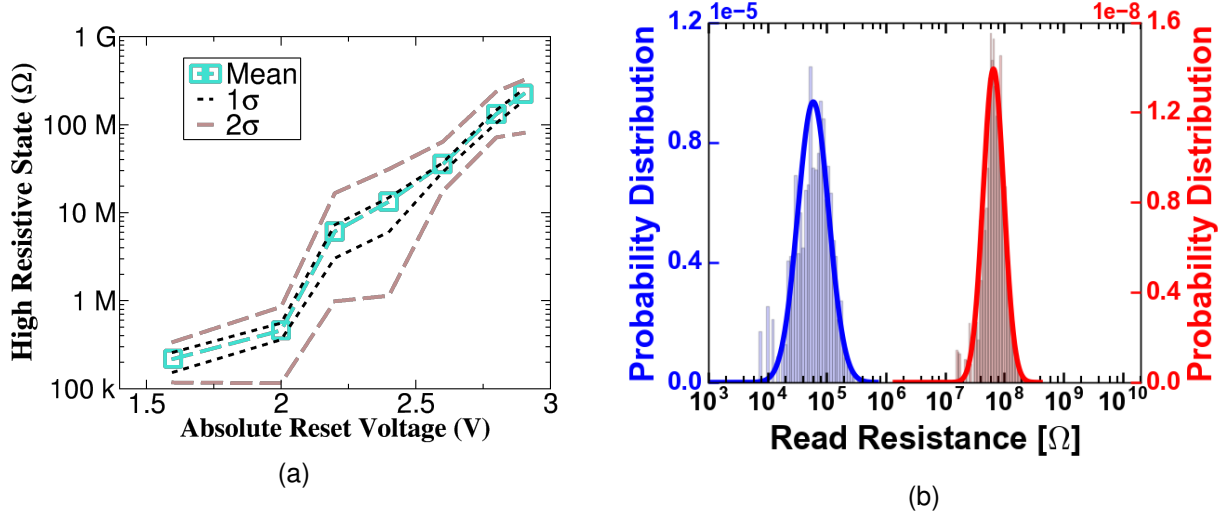 1 G
100 M
10 M
1 M
100 k
High Resistive State (Ω)
Mean
1σ
2σ
1.5 2 2.5 3
Absolute Reset Voltage (V)
(a)
1e−5
1.2
0.8
0.4
0.0
Probability Distribution
1e−8
1.6
1.2
0.8
0.4
0.0
Probability Distribution
10³ 10⁴ 10⁵ 10⁶ 10⁷ 10⁸ 10⁹ 10¹⁰
Read Resistance [Ω]
(b)